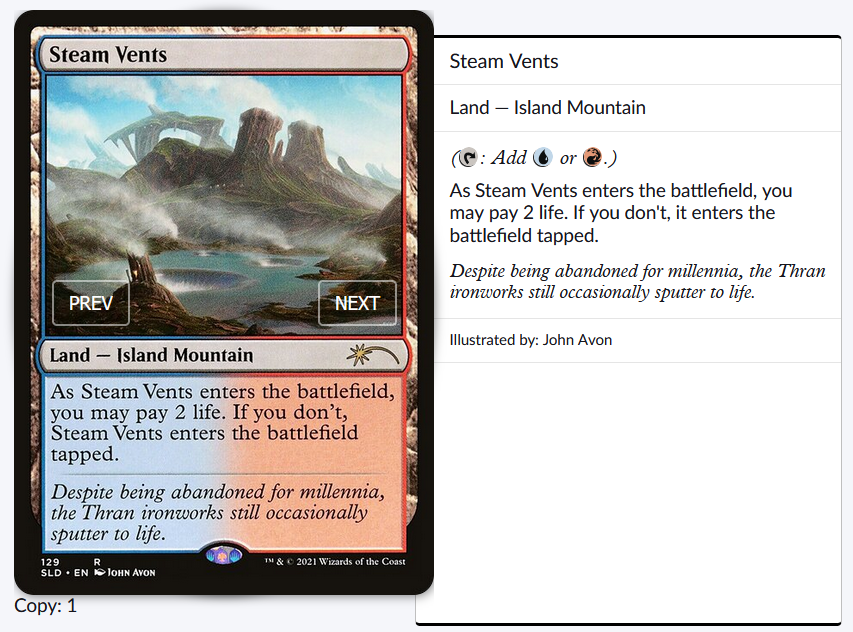 Steam Vents
PREV
NEXT
Land — Island Mountain
As Steam Vents enters the battlefield,
you may pay 2 life. If you don't,
Steam Vents enters the battlefield
tapped.
Despite being abandoned for millennia,
the Thran ironworks still occasionally
sputter to life.
129 R
SLD • EN John Avon
™ & © 2021 Wizards of the Coast
Copy: 1
Steam Vents
Land — Island Mountain
( : Add or .)
As Steam Vents enters the battlefield, you
may pay 2 life. If you don't, it enters the
battlefield tapped.
Despite being abandoned for millennia, the Thran
ironworks still occasionally sputter to life.
Illustrated by: John Avon